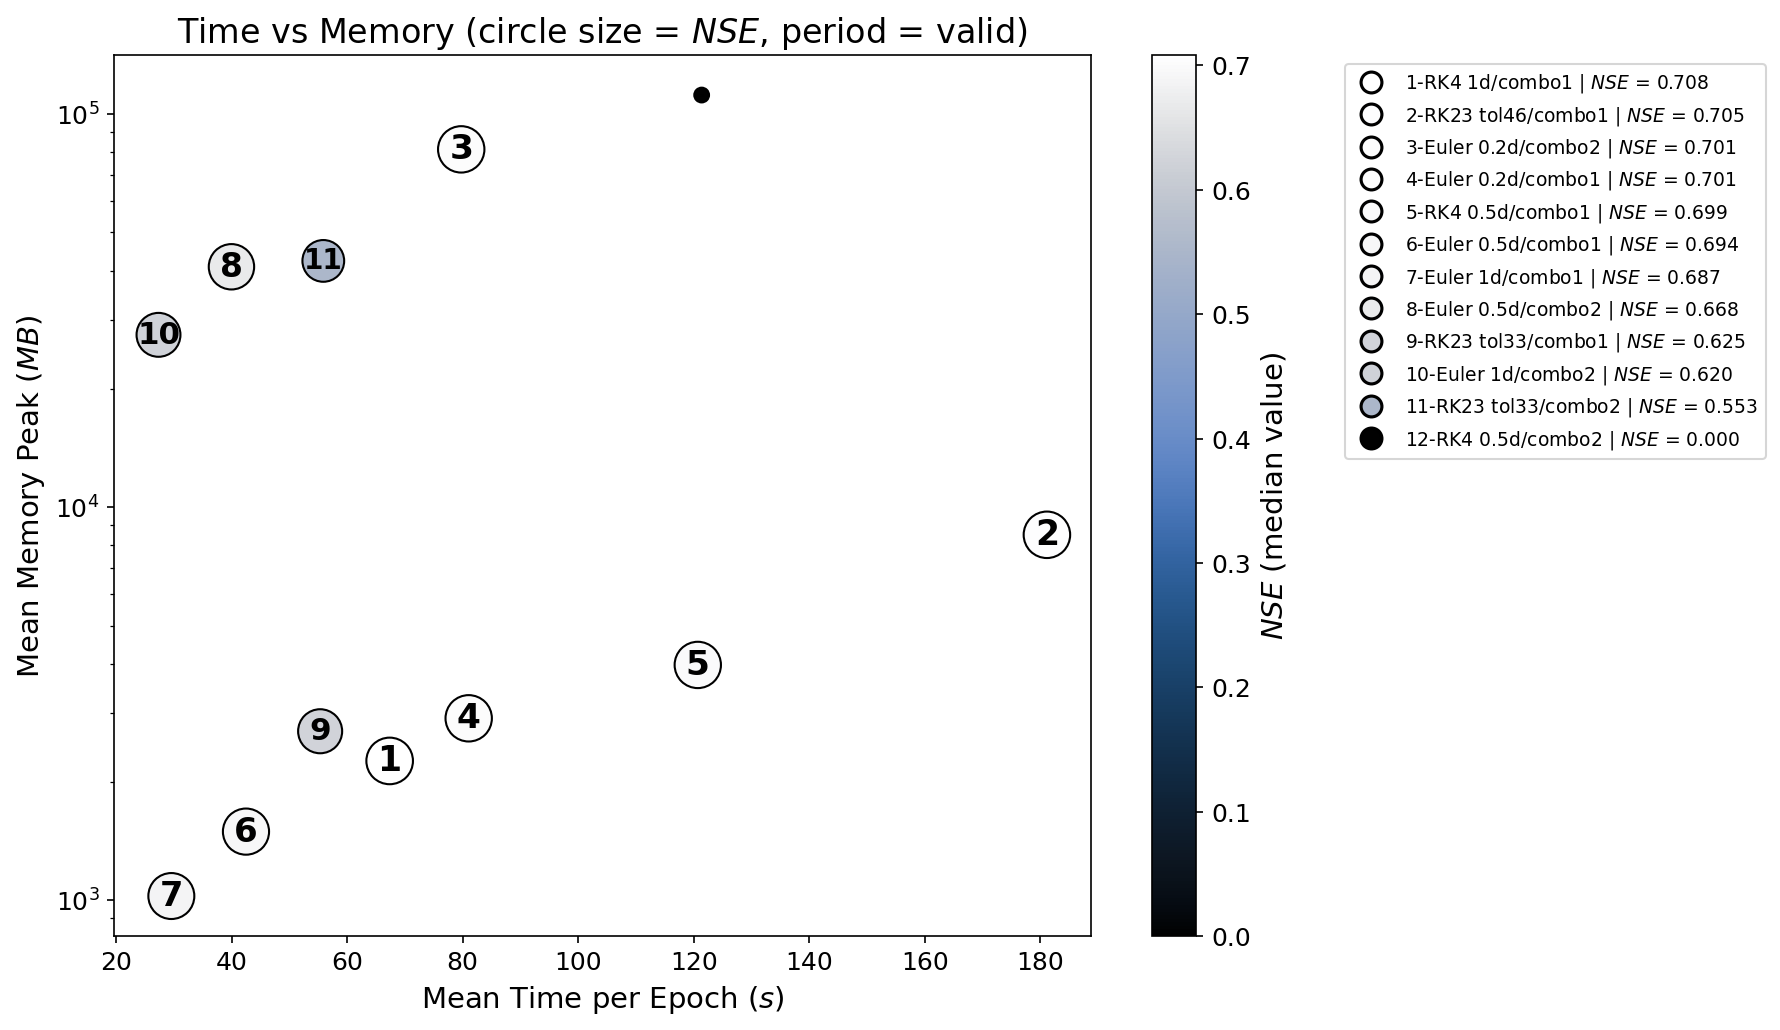 Time vs Memory (circle size = NSE, period = valid)
Mean Memory Peak (MB)
10^5
10^4
10^3
3
8
11
10
2
5
4
9
1
6
7
20 40 60 80 100 120 140 160 180
Mean Time per Epoch (s)
0.7
0.6
0.5
0.4
0.3
0.2
0.1
0.0
NSE (median value)
1-RK4 1d/combo1 | NSE = 0.708
2-RK23 tol46/combo1 | NSE = 0.705
3-Euler 0.2d/combo2 | NSE = 0.701
4-Euler 0.2d/combo1 | NSE = 0.701
5-RK4 0.5d/combo1 | NSE = 0.699
6-Euler 0.5d/combo1 | NSE = 0.694
7-Euler 1d/combo1 | NSE = 0.687
8-Euler 0.5d/combo2 | NSE = 0.668
9-RK23 tol33/combo1 | NSE = 0.625
10-Euler 1d/combo2 | NSE = 0.620
11-RK23 tol33/combo2 | NSE = 0.553
12-RK4 0.5d/combo2 | NSE = 0.000